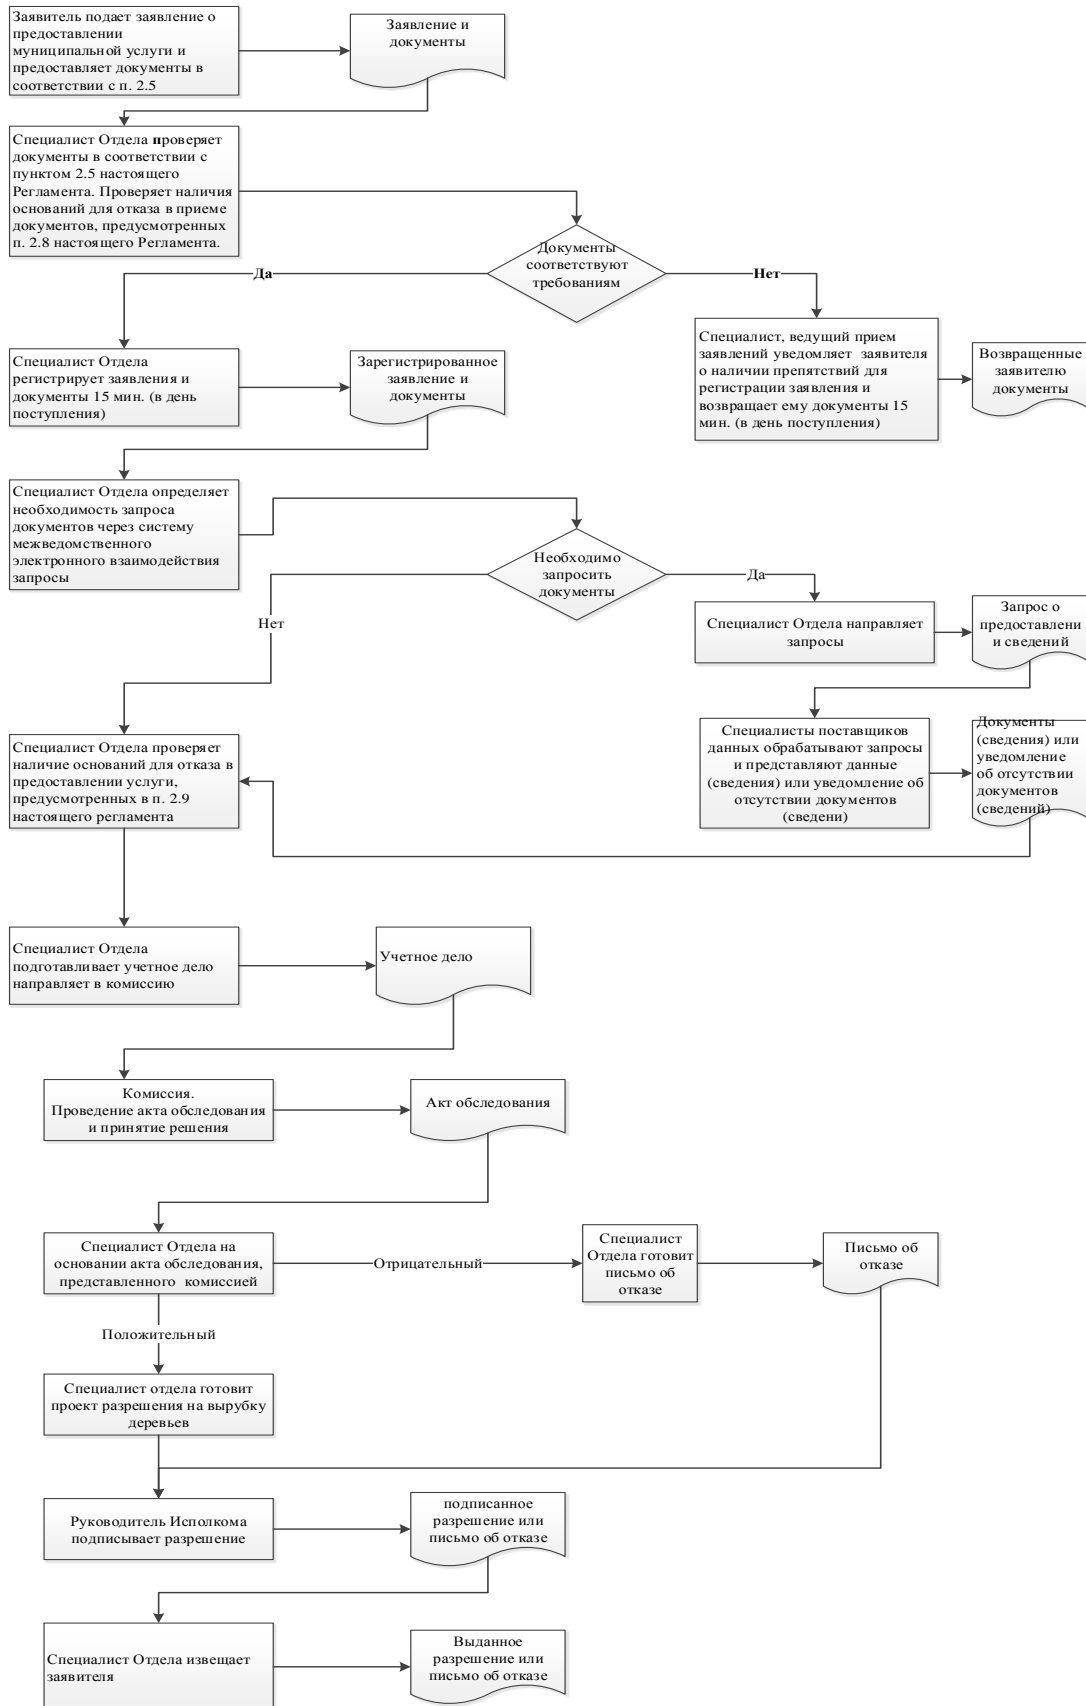 Заявитель подает заявление о
предоставлении
муниципальной услуги и
предоставляет документы в
соответствии с п. 2.5
Заявление и
документы
Специалист Отдела проверяет
документы в соответствии с
пунктом 2.5 настоящего
Регламента. Проверяет наличия
оснований для отказа в приеме
документов, предусмотренных
п. 2.8 настоящего Регламента.
Документы
соответствуют
требованиям
Да
Нет
Специалист Отдела
регистрирует заявления и
документы 15 мин. (в день
поступления)
Зарегистрированное
заявление и
документы
Специалист, ведущий прием
заявлений уведомляет заявителя
о наличии препятствий для
регистрации заявления и
возвращает ему документы 15
мин. (в день поступления)
Возвращенные
заявителю
документы
Специалист Отдела определяет
необходимость запроса
документов через систему
межведомственного
электронного взаимодействия
запросы
Необходимо
запросить
документы
Да
Нет
Специалист Отдела направляет
запросы
Запрос о
предоставлени
и сведений
Специалист Отдела проверяет
наличие оснований для отказа в
предоставлении услуги,
предусмотренных в п. 2.9
настоящего регламента
Специалисты поставщиков
данных обрабатывают запросы
и представляют данные
(сведения) или уведомление об
отсутствии документов
(сведени)
Документы
(сведения) или
уведомление
об отсутствии
документов
(сведений)
Специалист Отдела
подготавливает учетное дело
направляет в комиссию
Учетное дело
Комиссия.
Проведение акта обследования
и принятие решения
Акт обследования
Специалист Отдела на
основании акта обследования,
представленного комиссией
Отрицательный
Специалист
Отдела готовит
письмо об
отказе
Письмо об
отказе
Положительный
Специалист отдела готовит
проект разрешения на вырубку
деревьев
Руководитель Исполкома
подписывает разрешение
подписанное
разрешение или
письмо об отказе
Специалист Отдела извещает
заявителя
Выданное
разрешение или
письмо об отказе